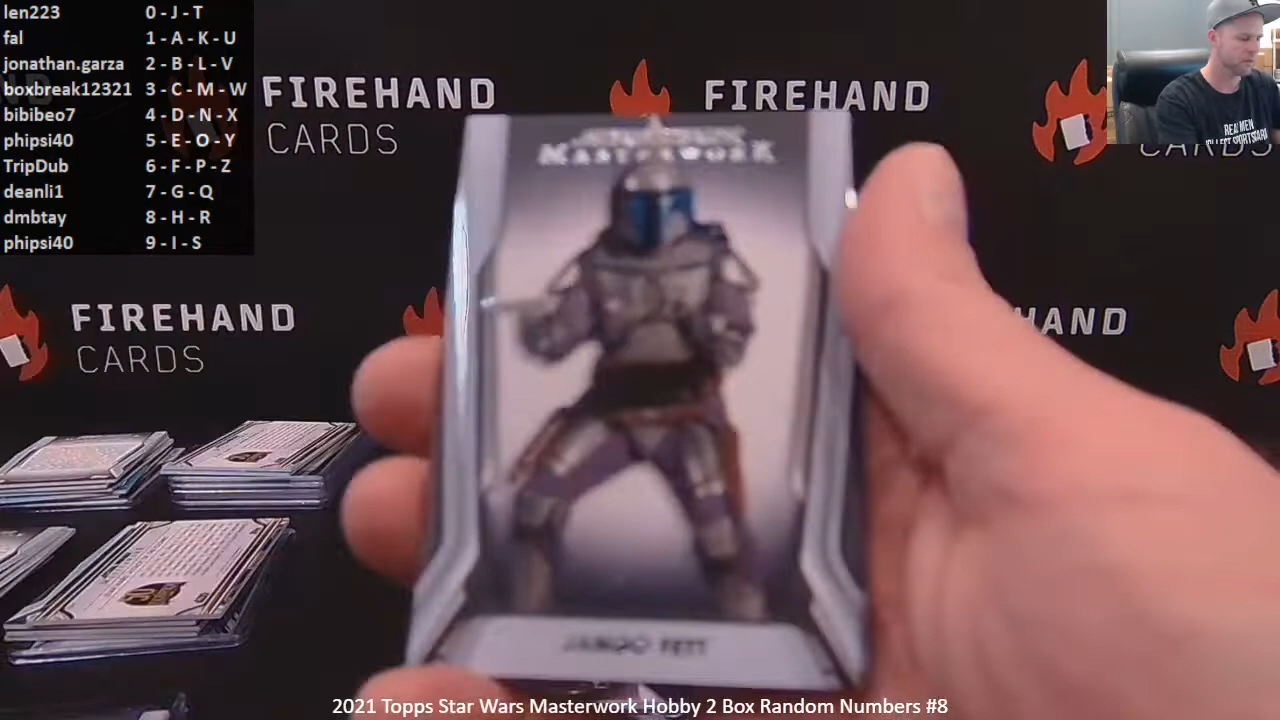 len223 0 - J - T
fal 1 - A - K - U
jonathan.garza 2 - B - L - V
boxbreak12321 3 - C - M - W
bibibeo7 4 - D - N - X
phipsi40 5 - E - O - Y
TripDub 6 - F - P - Z
deanli1 7 - G - Q
dmbtay 8 - H - R
phipsi40 9 - I - S
FIREHAND
CARDS
FIREHAND
CARDS
REAL MEN
FIREHAND
CARDS
HAND
MASTERWORK
JANGO FETT
2021 Topps Star Wars Masterwork Hobby 2 Box Random Numbers #8